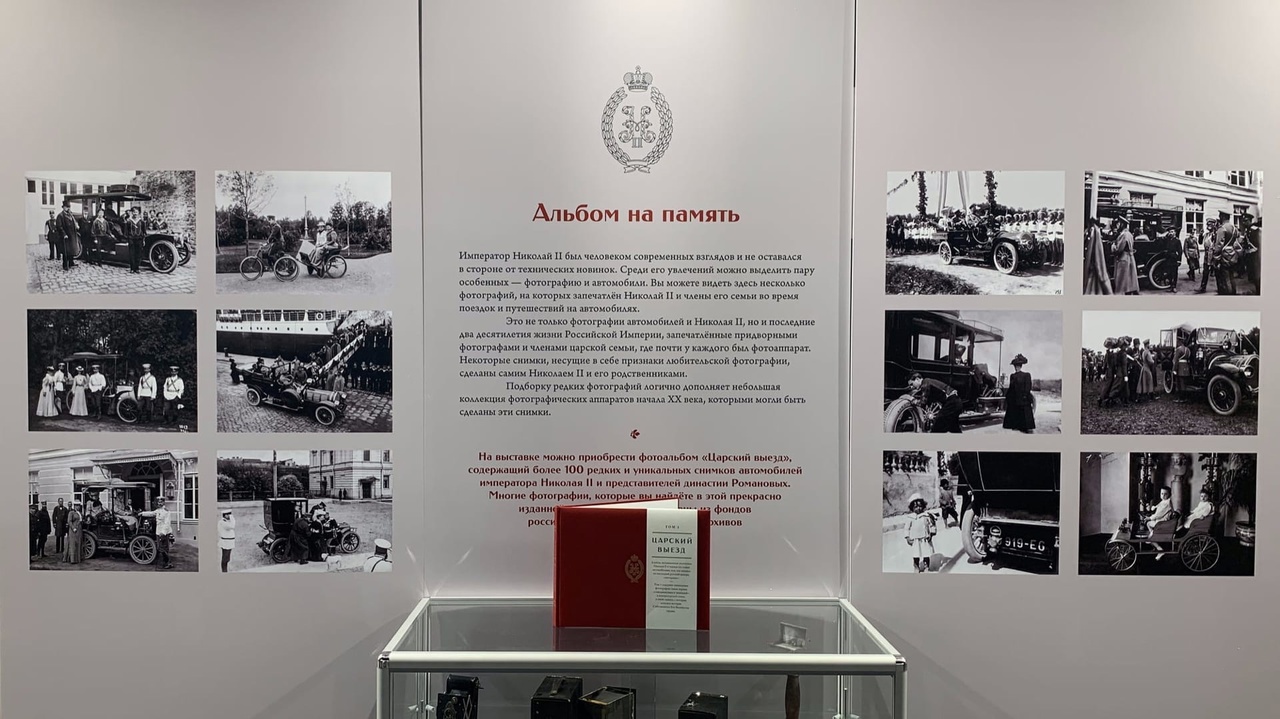 II
Альбом на память
Император Николай II был человеком современных взглядов и не оставался
в стороне от технических новинок. Среди его увлечений можно выделить пару
особенных — фотографию и автомобили. Вы можете видеть здесь несколько
фотографий, на которых запечатлён Николай II и члены его семьи во время
поездок и путешествий на автомобилях.
Это не только фотографии автомобилей и Николая II, но и последние
два десятилетия жизни Российской Империи, запечатлённые придворными
фотографами и членами царской семьи, где почти у каждого был фотоаппарат.
Некоторые снимки, несущие в себе признаки любительской фотографии,
сделаны самим Николаем II и его родственниками.
Подборку редких фотографий логично дополняет небольшая
коллекция фотографических аппаратов начала XX века, которыми могли быть
сделаны эти снимки.
На выставке можно приобрести фотоальбом «Царский выезд»,
содержащий более 100 редких и уникальных снимков автомобилей
императора Николая II и представителей династии Романовых.
Многие фотографии, которые вы найдёте в этой прекрасно
из фондов
ЦАРСКИЙ
ВЫЕЗД
919-EG